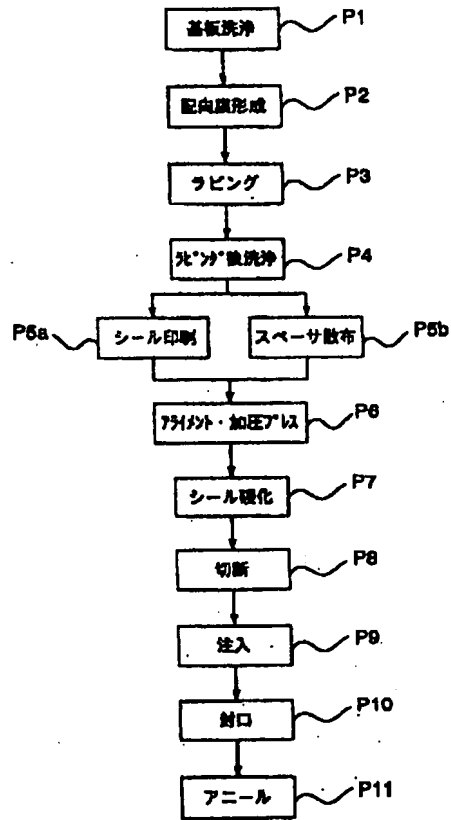 基板洗浄 P1
配向膜形成 P2
ラビング P3
ﾗﾋﾞﾝｸﾞ後洗浄 P4
P5a シール印刷 スペーサ散布 P5b
ｱﾗｲﾒﾝﾄ・加圧ﾌﾟﾚｽ P6
シール硬化 P7
切断 P8
注入 P9
封口 P10
アニール P11